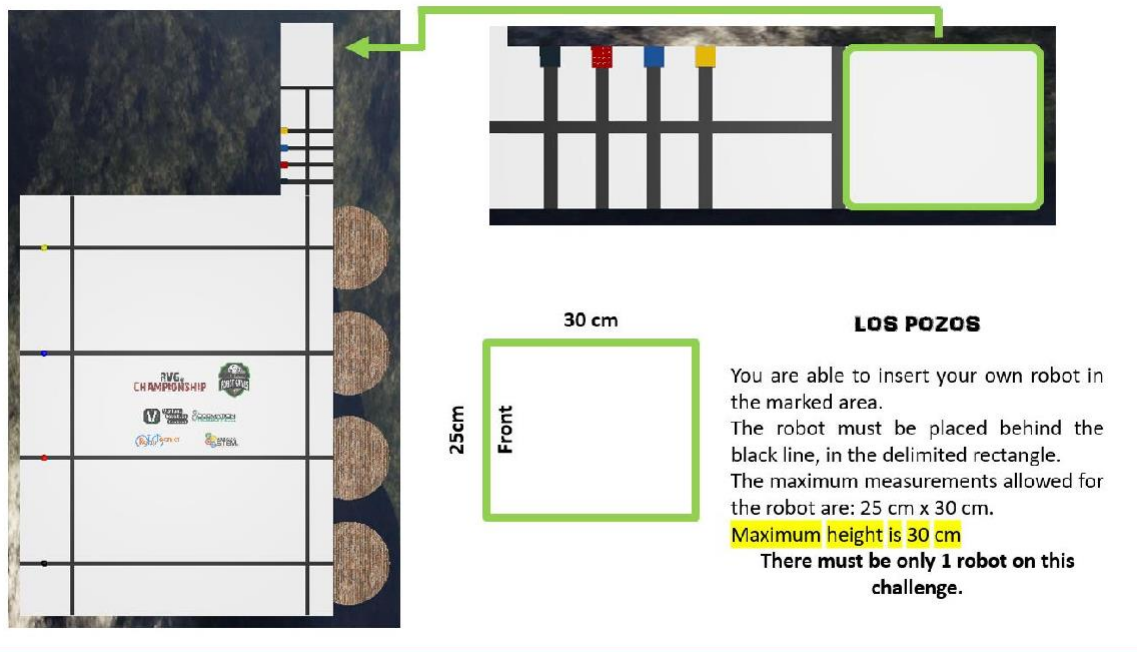 30 cm
25cm
Front
LOS POZOS
You are able to insert your own robot in
the marked area.
The robot must be placed behind the
black line, in the delimited rectangle.
The maximum measurements allowed for
the robot are: 25 cm x 30 cm.
Maximum height is 30 cm
There must be only 1 robot on this
challenge.
RVG
CHAMPIONSHIP